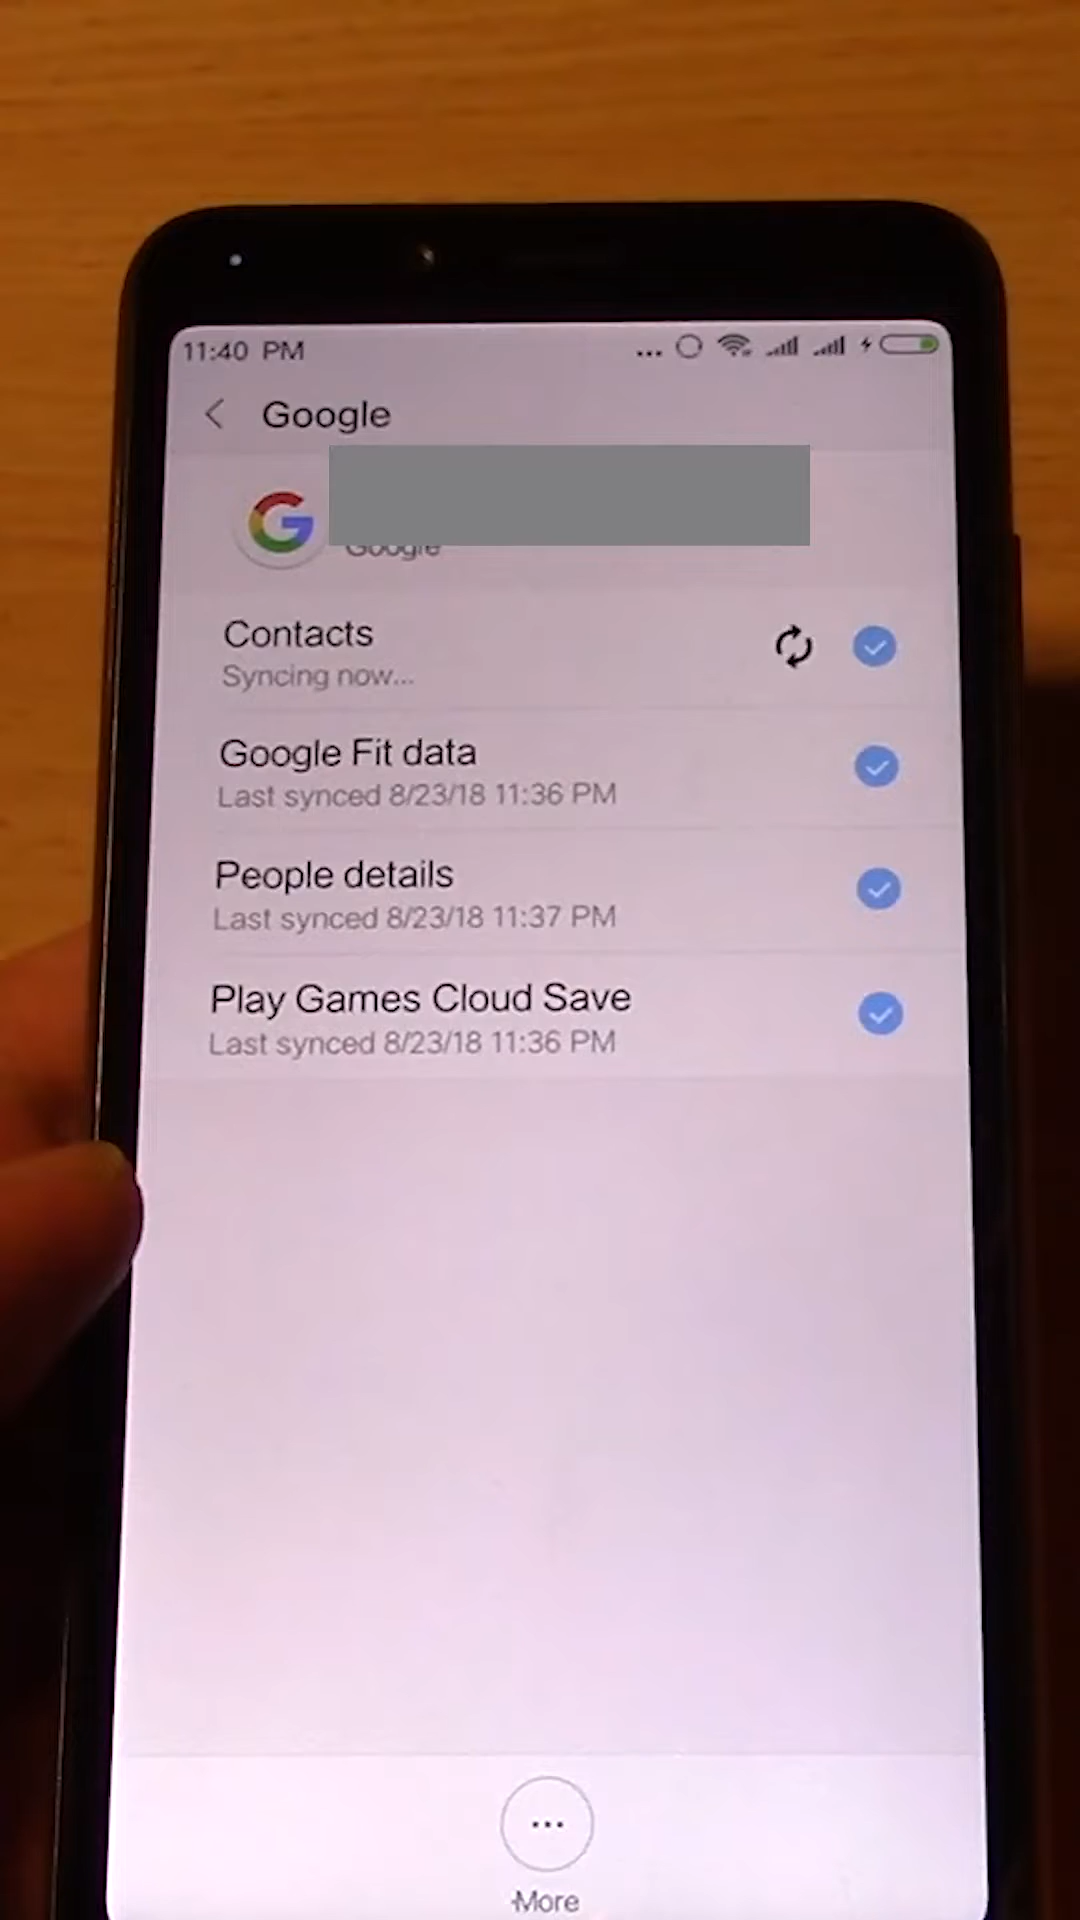 11:40 PM
Google
Google
Contacts
Syncing now...
Google Fit data
Last synced 8/23/18 11:36 PM
People details
Last synced 8/23/18 11:37 PM
Play Games Cloud Save
Last synced 8/23/18 11:36 PM
More